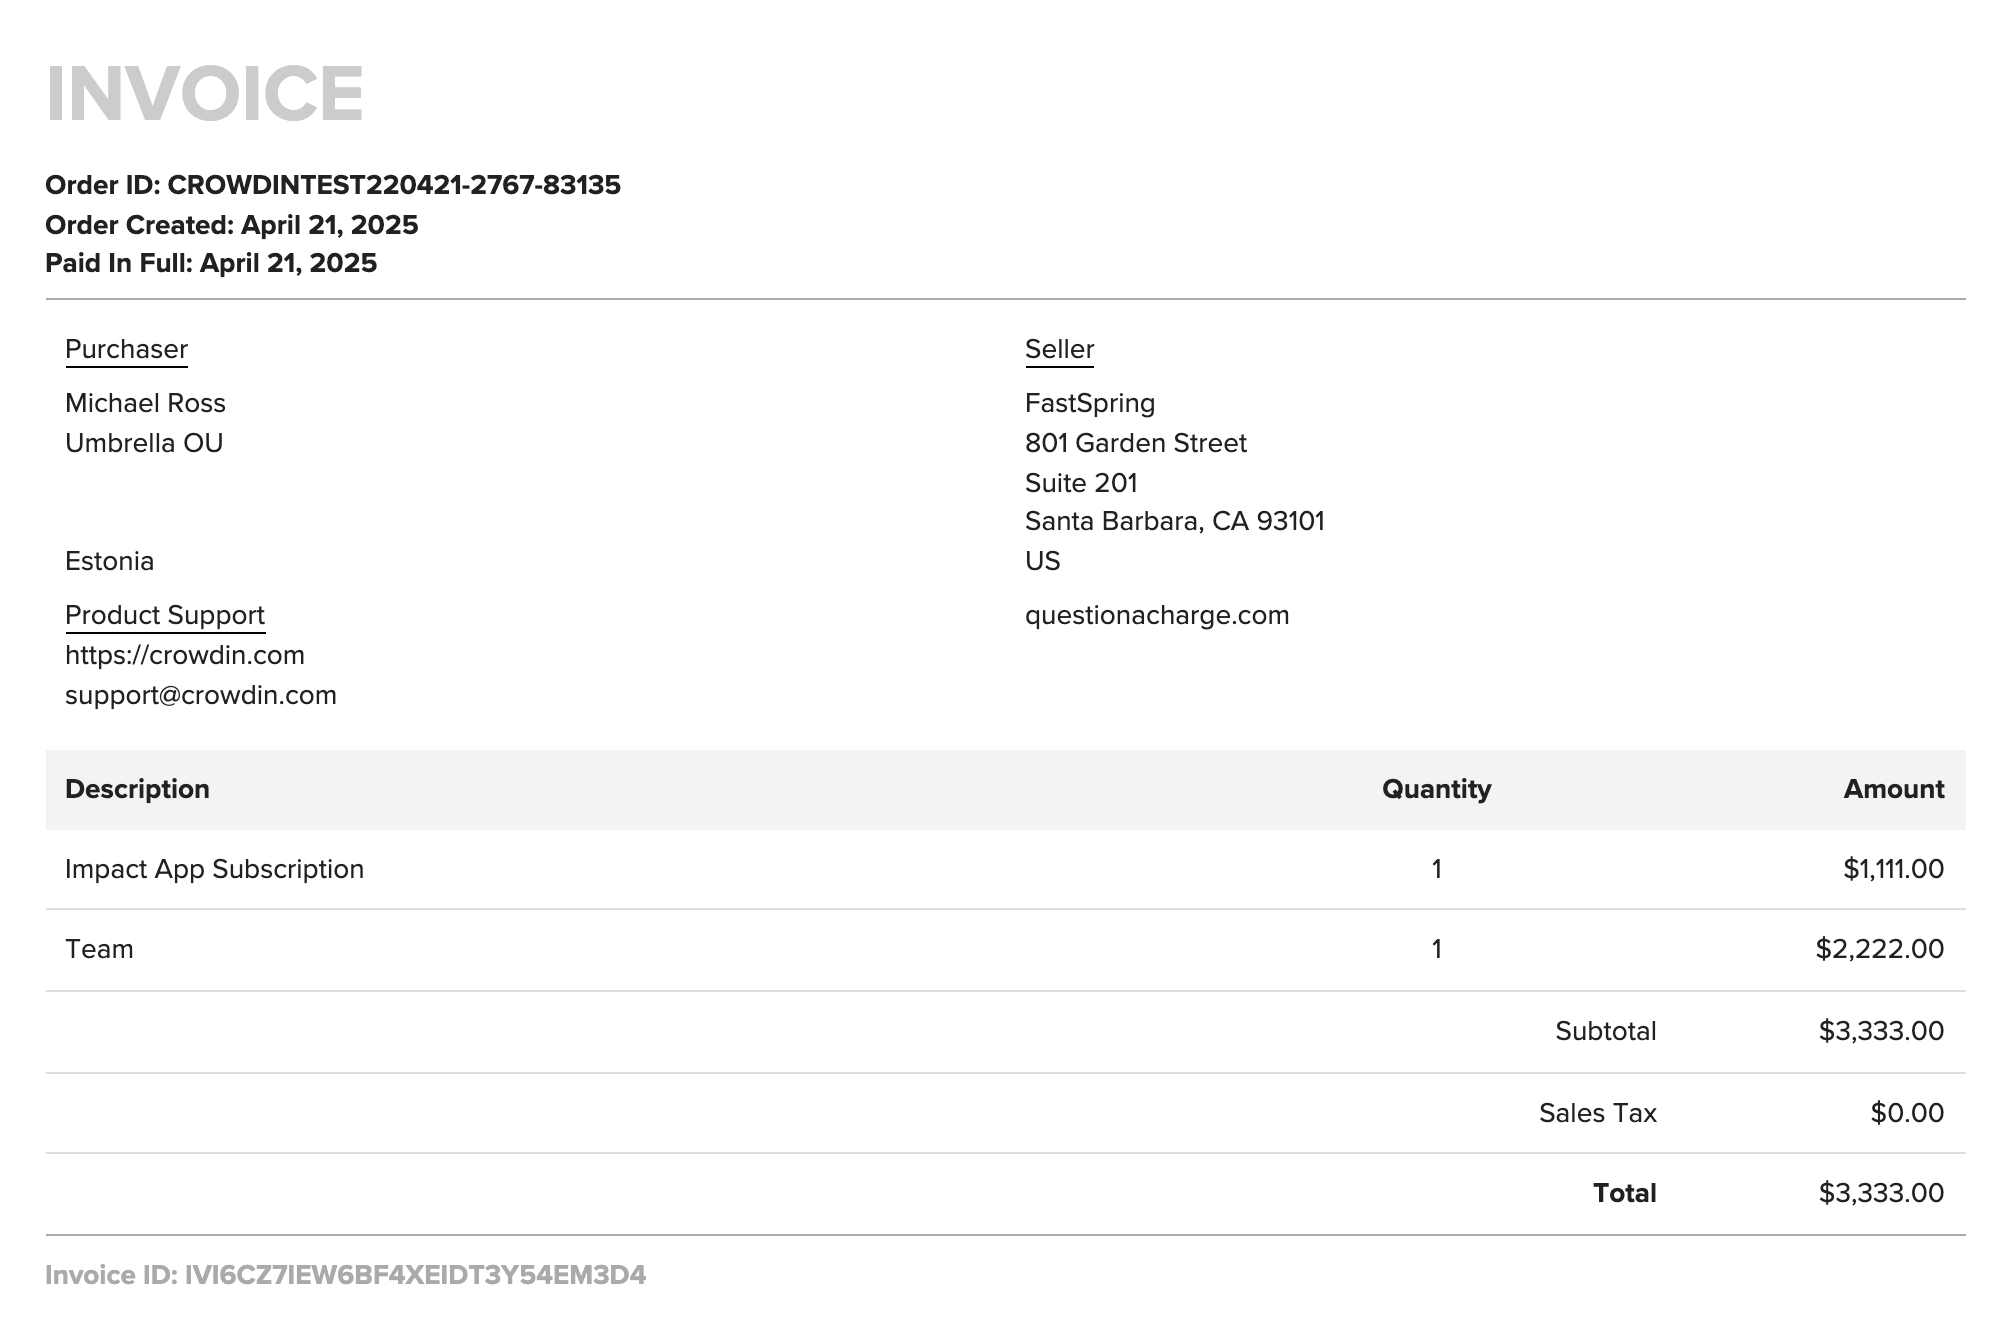 INVOICE
Order ID: CROWDINTEST220421-2767-83135
Order Created: April 21, 2025
Paid In Full: April 21, 2025
Purchaser
Michael Ross
Umbrella OU
Estonia
Product Support
https://crowdin.com
support@crowdin.com
Seller
FastSpring
801 Garden Street
Suite 201
Santa Barbara, CA 93101
US
questionacharge.com
Description Quantity Amount
Impact App Subscription 1 $1,111.00
Team 1 $2,222.00
Subtotal $3,333.00
Sales Tax $0.00
Total $3,333.00
Invoice ID: IVI6CZ7IEW6BF4XEIDT3Y54EM3D4